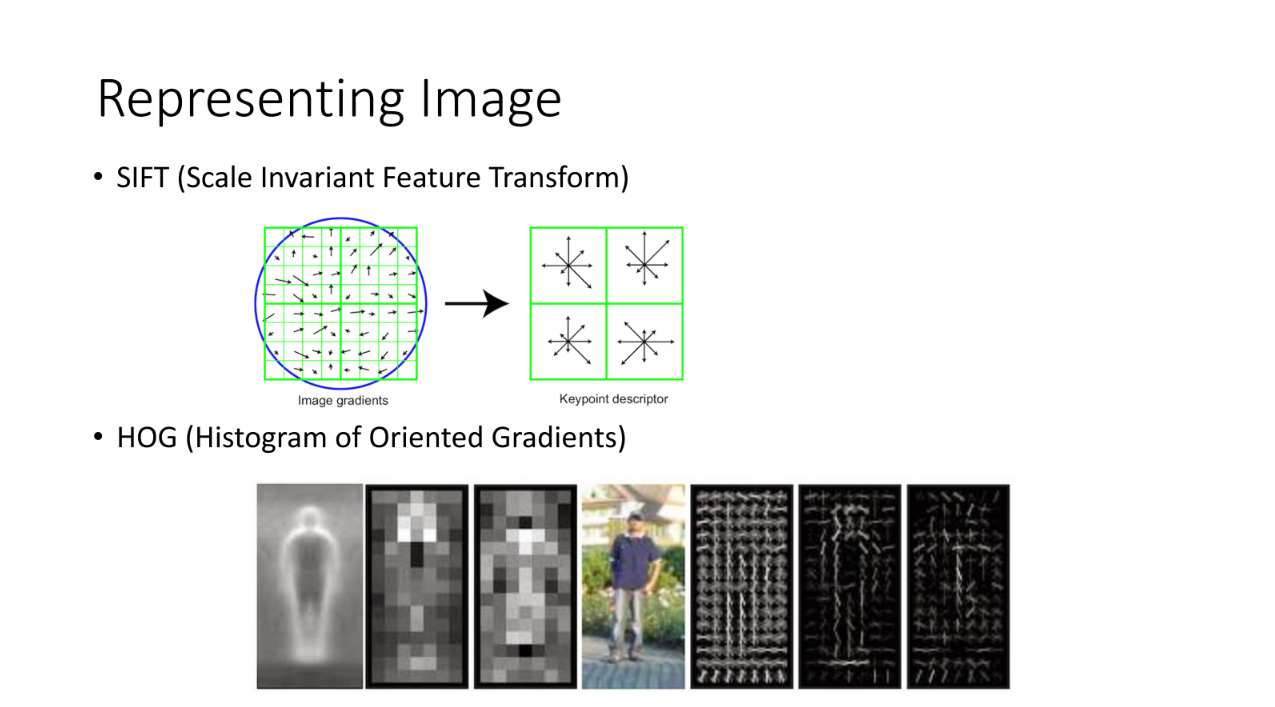 Representing Image
• SIFT (Scale Invariant Feature Transform)
Image gradients
Keypoint descriptor
• HOG (Histogram of Oriented Gradients)